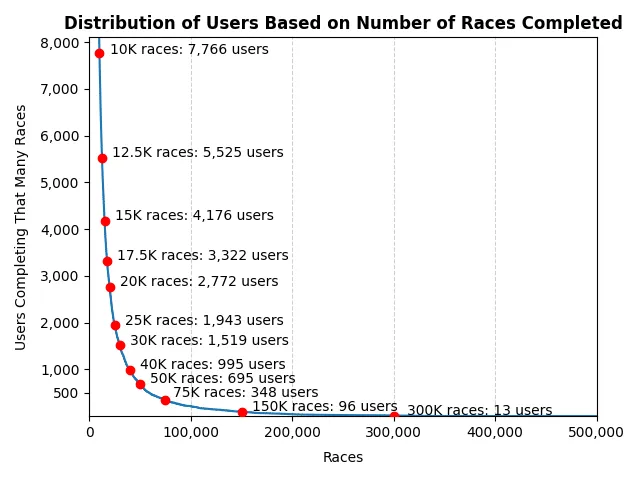 Distribution of Users Based on Number of Races Completed
Users Completing That Many Races
8,000
7,000
6,000
5,000
4,000
3,000
2,000
1,000
500
10K races: 7,766 users
12.5K races: 5,525 users
15K races: 4,176 users
17.5K races: 3,322 users
20K races: 2,772 users
25K races: 1,943 users
30K races: 1,519 users
40K races: 995 users
50K races: 695 users
75K races: 348 users
150K races: 96 users
300K races: 13 users
0
100,000
200,000
300,000
400,000
500,000
Races